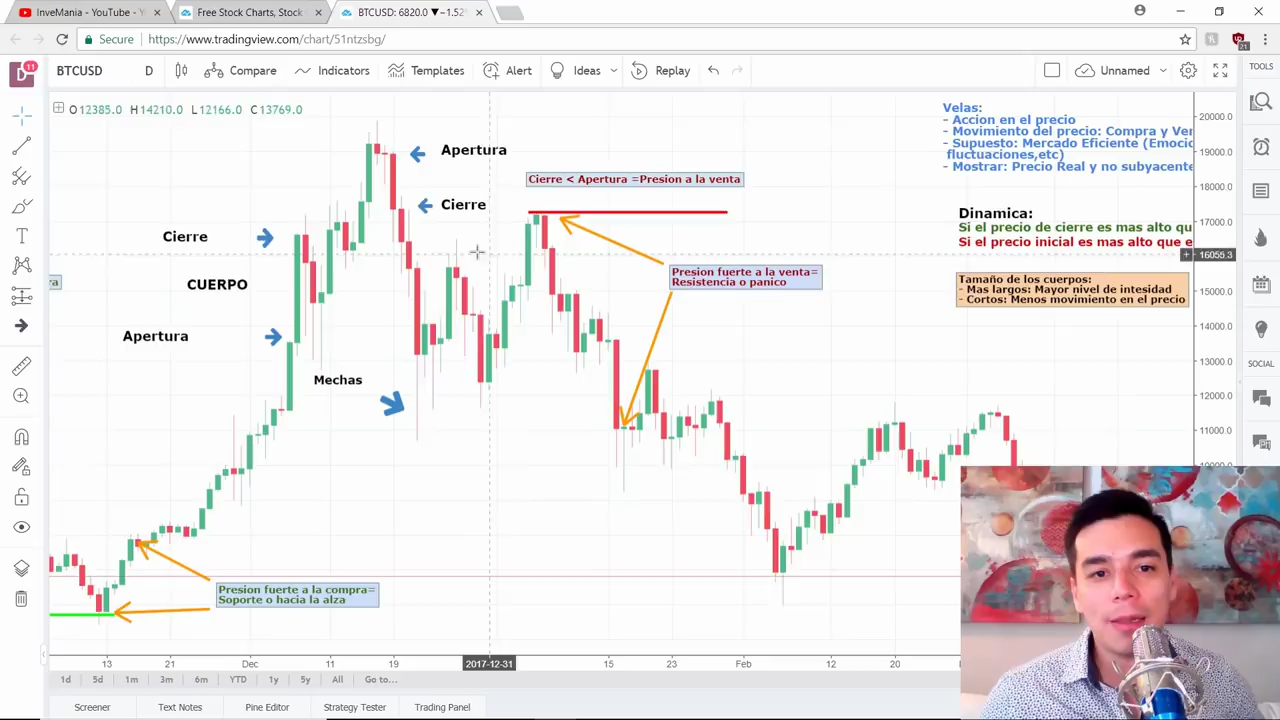 InveMania - YouTube - Y
Free Stock Charts, Stock
BTCUSD: 6820.0 ▼−1.52
Secure
https://www.tradingview.com/chart/51ntzsbg/
21
11
BTCUSD D Compare Indicators Templates Alert Ideas Replay Unnamed
TOOLS
O12385.0 H14210.0 L12166.0 C13769.0
Velas:
- Accion en el precio
- Movimiento del precio: Compra y Ven
- Supuesto: Mercado Eficiente (Emocio
fluctuaciones,etc)
- Mostrar: Precio Real y no subyacente
Apertura
Cierre < Apertura =Presion a la venta
Cierre
Cierre
CUERPO
Apertura
Mechas
Presion fuerte a la venta=
Resistencia o panico
Dinamica:
Si el precio de cierre es mas alto qu
Si el precio inicial es mas alto que e
Tamaño de los cuerpos:
- Mas largos: Mayor nivel de intesidad
- Cortos: Menos movimiento en el precio
Presion fuerte a la compra=
Soporte o hacia la alza
20000.0
19000.0
18000.0
17000.0
16055.3
15000.0
14000.0
13000.0
12000.0
11000.0
10000.0
SOCIAL
13 21 Dec 11 19 2017-12-31 15 23 Feb 12 20
1d 5d 1m 3m 6m YTD 1y 5y All Go to...
Screener Text Notes Pine Editor Strategy Tester Trading Panel